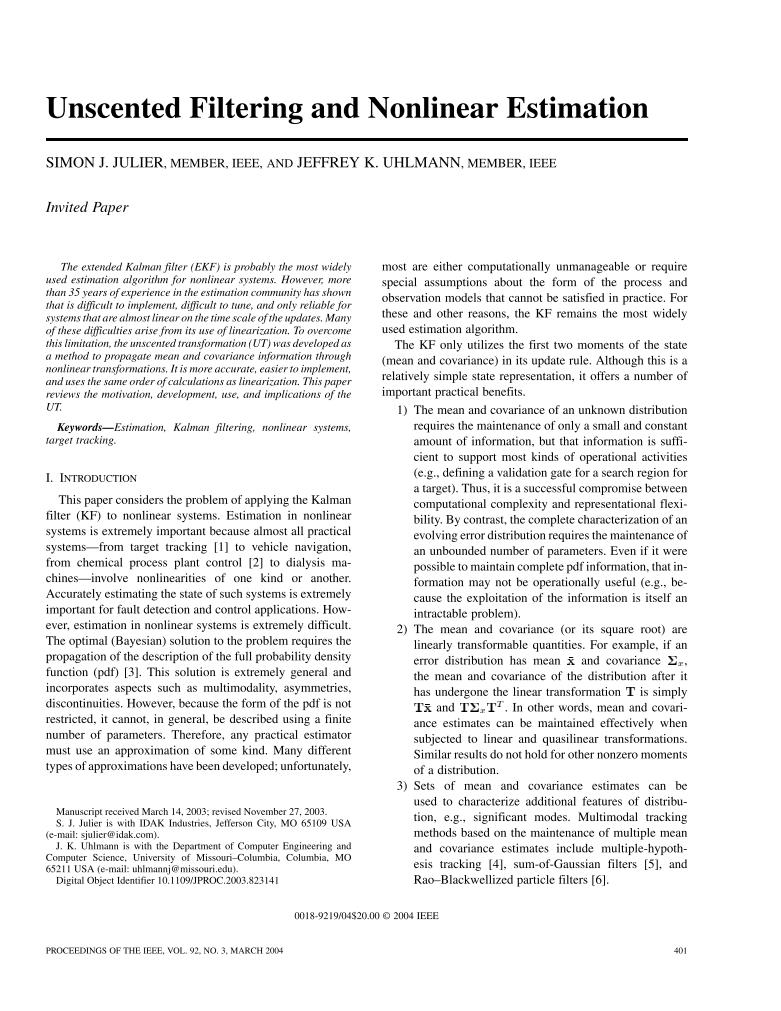 Unscented Filtering and Nonlinear Estimation
SIMON J. JULIER, MEMBER, IEEE, AND JEFFREY K. UHLMANN, MEMBER, IEEE
Invited Paper
The extended Kalman filter (EKF) is probably the most widely
used estimation algorithm for nonlinear systems. However, more
than 35 years of experience in the estimation community has shown
that is difficult to implement, difficult to tune, and only reliable for
systems that are almost linear on the time scale of the updates. Many
of these difficulties arise from its use of linearization. To overcome
this limitation, the unscented transformation (UT) was developed as
a method to propagate mean and covariance information through
nonlinear transformations. It is more accurate, easier to implement,
and uses the same order of calculations as linearization. This paper
reviews the motivation, development, use, and implications of the
UT.
Keywords—Estimation, Kalman filtering, nonlinear systems,
target tracking.
I. INTRODUCTION
This paper considers the problem of applying the Kalman
filter (KF) to nonlinear systems. Estimation in nonlinear
systems is extremely important because almost all practical
systems—from target tracking [1] to vehicle navigation,
from chemical process plant control [2] to dialysis ma-
chines—involve nonlinearities of one kind or another.
Accurately estimating the state of such systems is extremely
important for fault detection and control applications. How-
ever, estimation in nonlinear systems is extremely difficult.
The optimal (Bayesian) solution to the problem requires the
propagation of the description of the full probability density
function (pdf) [3]. This solution is extremely general and
incorporates aspects such as multimodality, asymmetries,
discontinuities. However, because the form of the pdf is not
restricted, it cannot, in general, be described using a finite
number of parameters. Therefore, any practical estimator
must use an approximation of some kind. Many different
types of approximations have been developed; unfortunately,
Manuscript received March 14, 2003; revised November 27, 2003.
S. J. Julier is with IDAK Industries, Jefferson City, MO 65109 USA
(e-mail: sjulier@idak.com).
J. K. Uhlmann is with the Department of Computer Engineering and
Computer Science, University of Missouri–Columbia, Columbia, MO
65211 USA (e-mail: uhlmannj@missouri.edu).
Digital Object Identifier 10.1109/JPROC.2003.823141
most are either computationally unmanageable or require
special assumptions about the form of the process and
observation models that cannot be satisfied in practice. For
these and other reasons, the KF remains the most widely
used estimation algorithm.
The KF only utilizes the first two moments of the state
(mean and covariance) in its update rule. Although this is a
relatively simple state representation, it offers a number of
important practical benefits.
1) The mean and covariance of an unknown distribution
requires the maintenance of only a small and constant
amount of information, but that information is suffi-
cient to support most kinds of operational activities
(e.g., defining a validation gate for a search region for
a target). Thus, it is a successful compromise between
computational complexity and representational flexi-
bility. By contrast, the complete characterization of an
evolving error distribution requires the maintenance of
an unbounded number of parameters. Even if it were
possible to maintain complete pdf information, that in-
formation may not be operationally useful (e.g., be-
cause the exploitation of the information is itself an
intractable problem).
2) The mean and covariance (or its square root) are
linearly transformable quantities. For example, if an
error distribution has mean x̄ and covariance Σₓ,
the mean and covariance of the distribution after it
has undergone the linear transformation T is simply
Tx̄ and TΣₓTᵀ. In other words, mean and covari-
ance estimates can be maintained effectively when
subjected to linear and quasilinear transformations.
Similar results do not hold for other nonzero moments
of a distribution.
3) Sets of mean and covariance estimates can be
used to characterize additional features of distribu-
tion, e.g., significant modes. Multimodal tracking
methods based on the maintenance of multiple mean
and covariance estimates include multiple-hypoth-
esis tracking [4], sum-of-Gaussian filters [5], and
Rao–Blackwellized particle filters [6].
0018-9219/04$20.00 © 2004 IEEE
PROCEEDINGS OF THE IEEE, VOL. 92, NO. 3, MARCH 2004
401